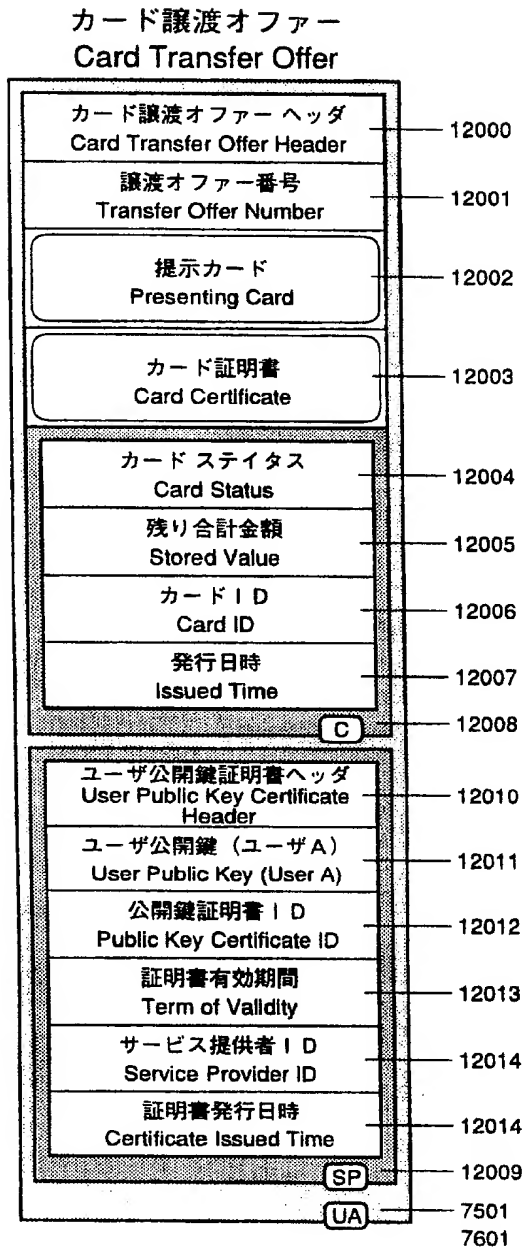 カード譲渡オファー
Card Transfer Offer
カード譲渡オファー ヘッダ
Card Transfer Offer Header
12000
譲渡オファー番号
Transfer Offer Number
12001
提示カード
Presenting Card
12002
カード証明書
Card Certificate
12003
カード ステイタス
Card Status
12004
残り合計金額
Stored Value
12005
カードID
Card ID
12006
発行日時
Issued Time
12007
C
12008
ユーザ公開鍵証明書ヘッダ
User Public Key Certificate
Header
12010
ユーザ公開鍵（ユーザA）
User Public Key (User A)
12011
公開鍵証明書ID
Public Key Certificate ID
12012
証明書有効期間
Term of Validity
12013
サービス提供者ID
Service Provider ID
12014
証明書発行日時
Certificate Issued Time
12014
SP
12009
UA
7501
7601